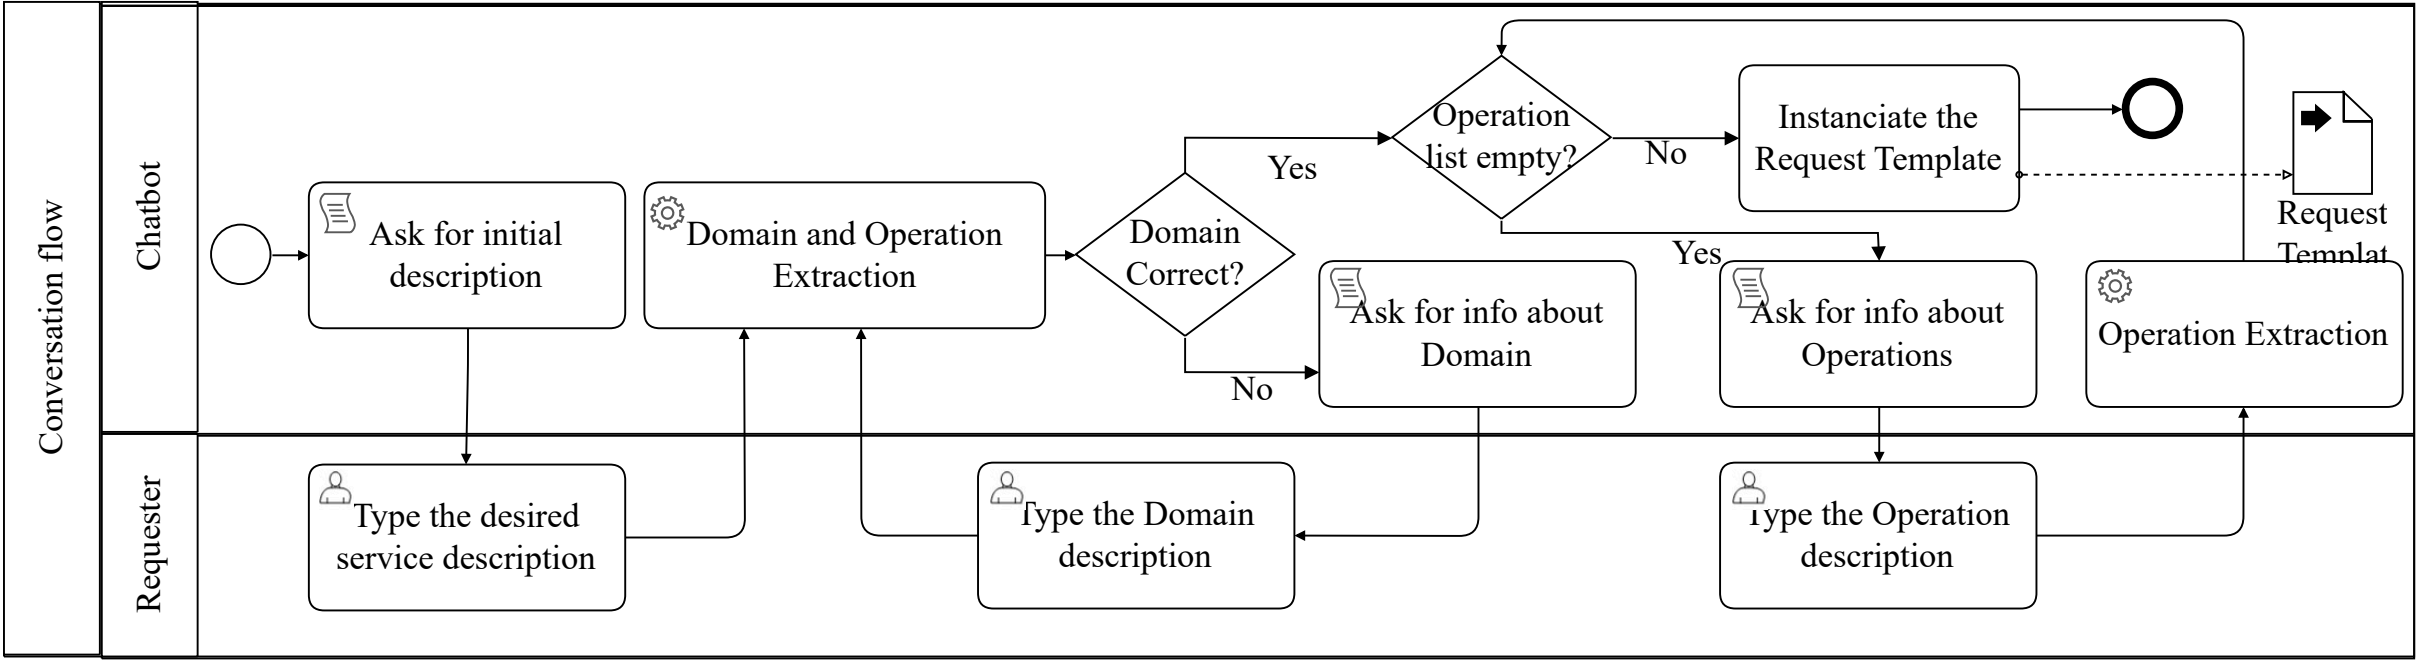 Conversation flow
Chatbot
Requester
Ask for initial
description
Domain and Operation
Extraction
Domain
Correct?
Yes
No
Operation
list empty?
No
Yes
Instanciate the
Request Template
Request
Templat
Ask for info about
Domain
Ask for info about
Operations
Operation Extraction
Type the desired
service description
Type the Domain
description
Type the Operation
description